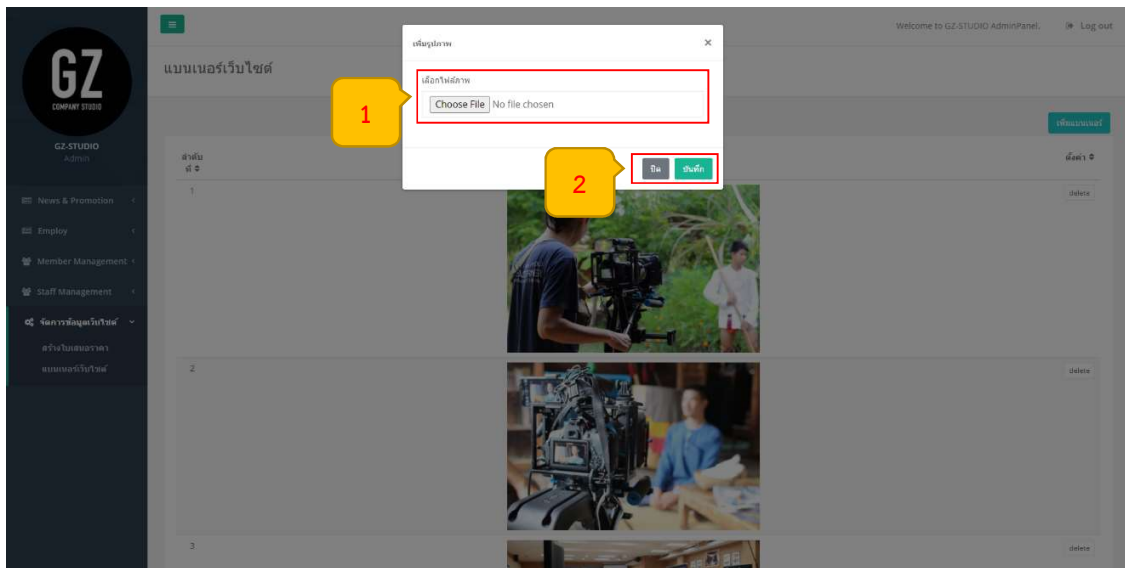 Welcome to GZ-STUDIO AdminPanel.
Log out
GZ
COMPANY STUDIO
GZ-STUDIO
Admin
News & Promotion
Employ
Member Management
Staff Management
จัดการข้อมูลเว็บไซต์
สร้างใบเสนอราคา
แบนเนอร์เว็บไซต์
แบนเนอร์เว็บไซต์
เพิ่มรูปภาพ
×
เลือกไฟล์ภาพ
Choose File No file chosen
1
ปิด
บันทึก
2
เพิ่มแบนเนอร์
ลำดับ
ที่
ตั้งค่า
1
delete
2
delete
3
delete